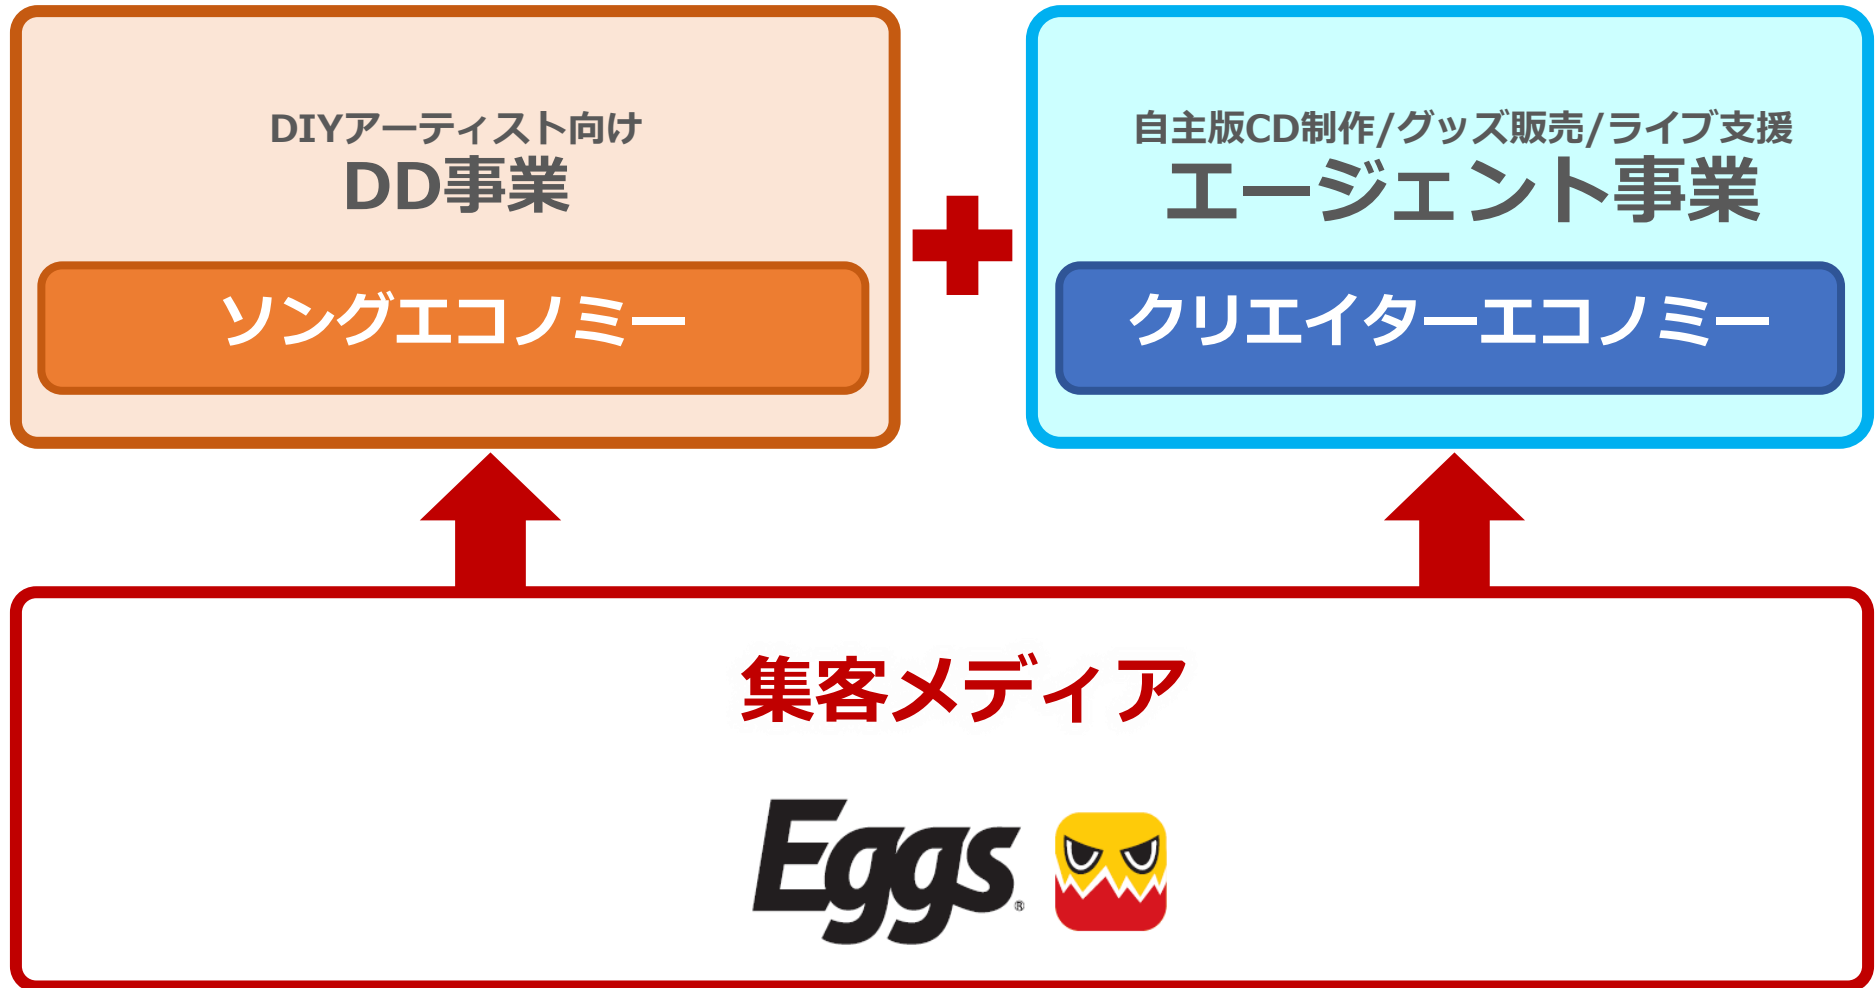 DIYアーティスト向け
DD事業
ソングエコノミー
自主版CD制作/グッズ販売/ライブ支援
エージェント事業
クリエイターエコノミー
集客メディア
Eggs®